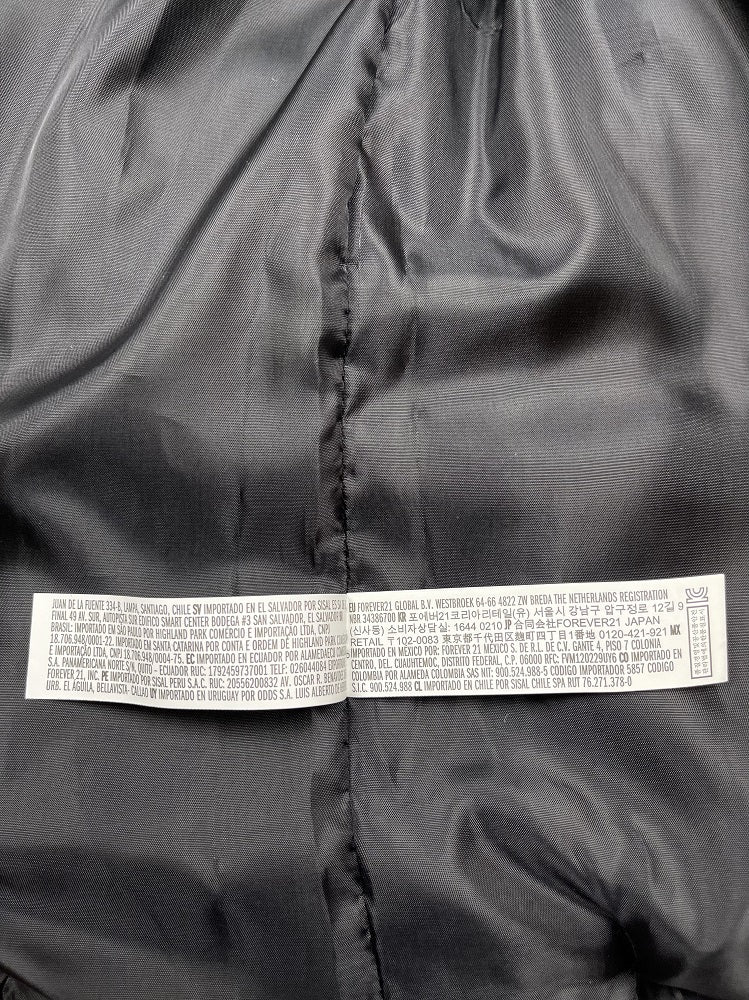 JUAN DE LA FUENTE 334-B, LAMPA, SANTIAGO, CHILE SV IMPORTADO EN EL SALVADOR POR SISAL ES SA
FINAL 49 AV. SUR, AUTOPISTA SUR EDIFICO SMART CENTER BODEGA #3 SAN SALVADOR, EL SALVADOR
BRASIL: IMPORTADO EM SÃO PAULO POR HIGHLAND PARK COMÉRCIO E IMPORTAÇÃO LTDA, CNPJ
18.706.948/0001-22. IMPORTADO EM SANTA CATARINA POR CONTA E ORDEM DE HIGHLAND PARK
E IMPORTAÇÃO LTDA, CNPJ 18.706.948/0004-75. EC IMPORTADO EN ECUADOR POR ALAMEDAECU
S.A. PANAMERICANA NORTE S/N, QUITO - ECUADOR RUC: 1792459737001 TELF: 026044084
FOREVER 21, INC. PE IMPORTADO POR SISAL PERU S.A.C. RUC: 20556200832 AV. OSCAR R. BENAVIDES
URB. EL ÁGUILA, BELLAVISTA- CALLAO UY IMPORTADO EN URUGUAY POR ODDS S.A. LUIS ALBERTO
EU FOREVER21 GLOBAL B.V. WESTBROEK 64-66 4822 ZW BREDA THE NETHERLANDS REGISTRATION
NBR 34386708 KR 포에버21코리아리테일(유) 서울시 강남구 압구정로 12길 9
(신사동) 소비자상담실: 1644 0210 JP 合同会社FOREVER21 JAPAN
RETAIL 〒102-0083 東京都千代田区麹町四丁目1番地 0120-421-921 MX
IMPORTADO EN MÉXICO POR: FOREVER 21 MEXICO S. DE R.L. DE C.V. GANTE 4, PISO 7 COLONIA
CENTRO, DEL. CUAUHTEMOC, DISTRITO FEDERAL, C.P. 06000 RFC: FVM120229UY6 CO IMPORTADO EN
COLOMBIA POR ALAMEDA COLOMBIA SAS NIT: 900.524.988-5 CODIGO IMPORTADOR 5857 CODIGO
S.I.C. 900.524.988 CL IMPORTADO EN CHILE POR SISAL CHILE SPA RUT 76.271.378-0